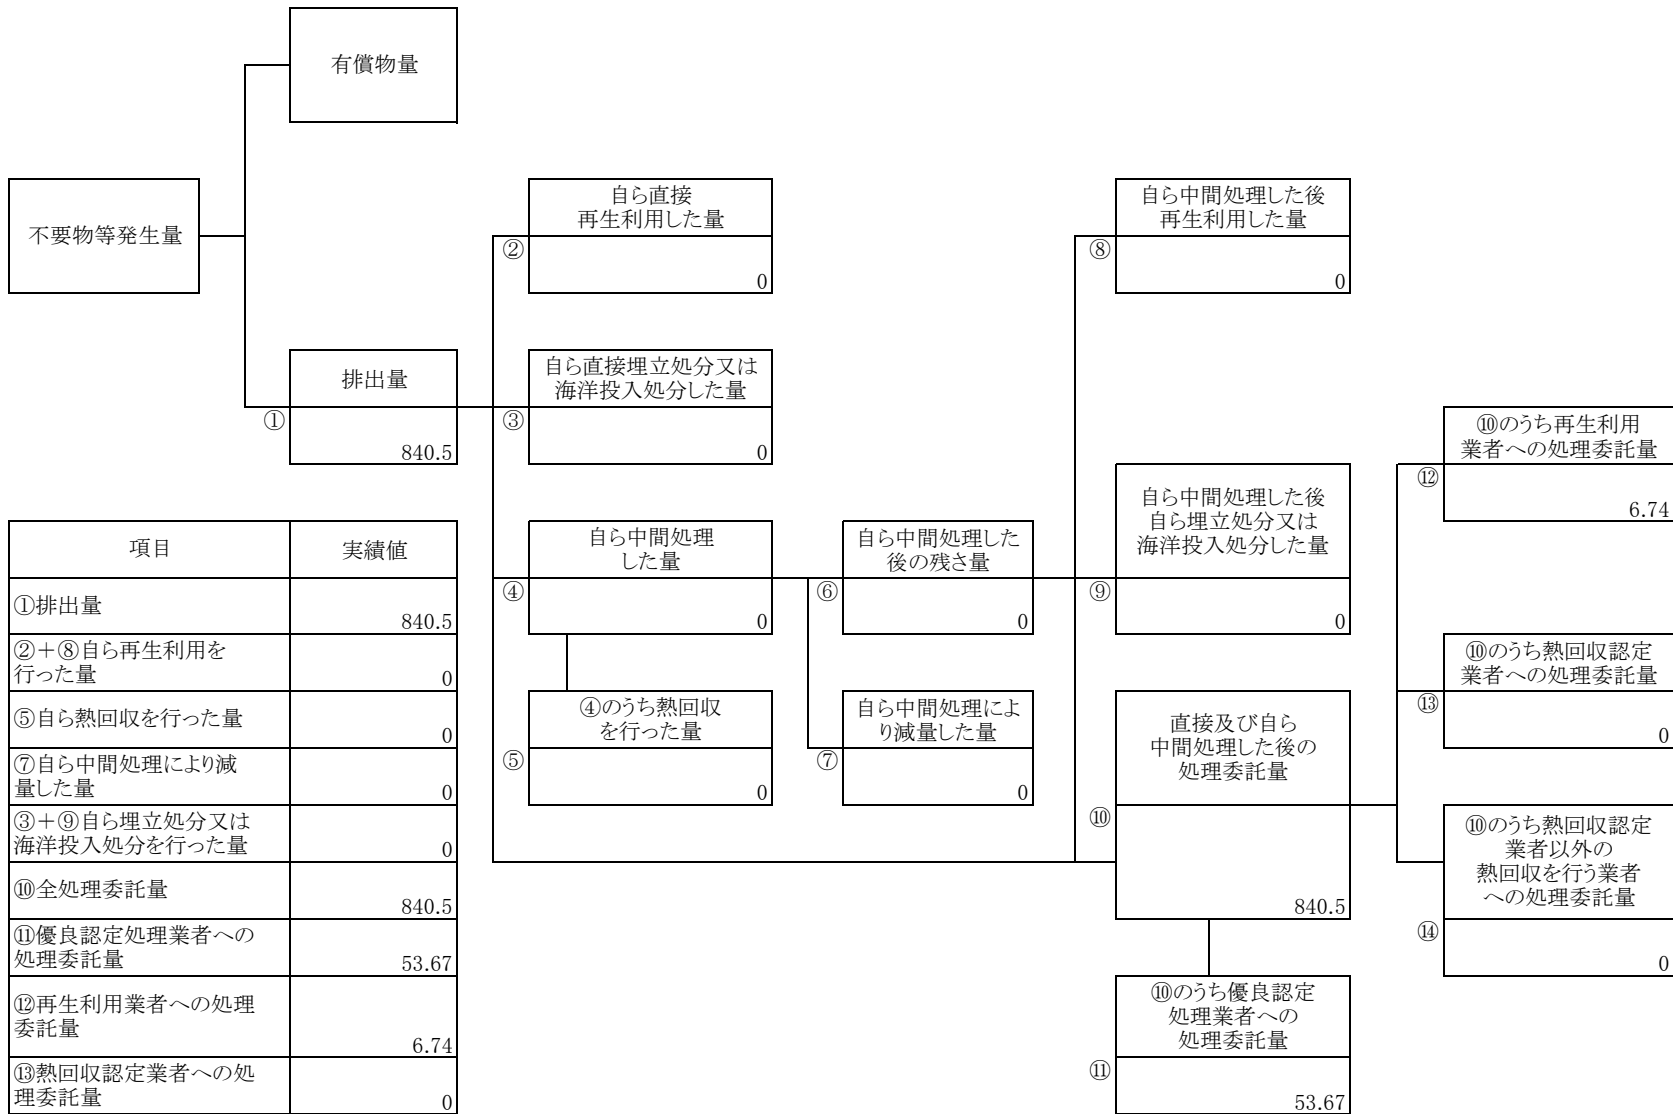 有償物量
不要物等発生量
自ら直接
再生利用した量
②
0
自ら中間処理した後
再生利用した量
⑧
0
排出量
①
840.5
自ら直接埋立処分又は
海洋投入処分した量
③
0
⑩のうち再生利用
業者への処理委託量
⑫
6.74
自ら中間処理
した量
④
0
自ら中間処理した
後の残さ量
⑥
0
自ら中間処理した後
自ら埋立処分又は
海洋投入処分した量
⑨
0
⑩のうち熱回収認定
業者への処理委託量
⑬
0
④のうち熱回収
を行った量
⑤
0
自ら中間処理によ
り減量した量
⑦
0
直接及び自ら
中間処理した後の
処理委託量
⑩
840.5
⑩のうち熱回収認定
業者以外の
熱回収を行う業者
への処理委託量
⑭
0
⑩のうち優良認定
処理業者への
処理委託量
⑪
53.67
項目 実績値
①排出量 840.5
②+⑧自ら再生利用を
行った量 0
⑤自ら熱回収を行った量 0
⑦自ら中間処理により減
量した量 0
③+⑨自ら埋立処分又は
海洋投入処分を行った量 0
⑩全処理委託量 840.5
⑪優良認定処理業者への
処理委託量 53.67
⑫再生利用業者への処理
委託量 6.74
⑬熱回収認定業者への処
理委託量 0